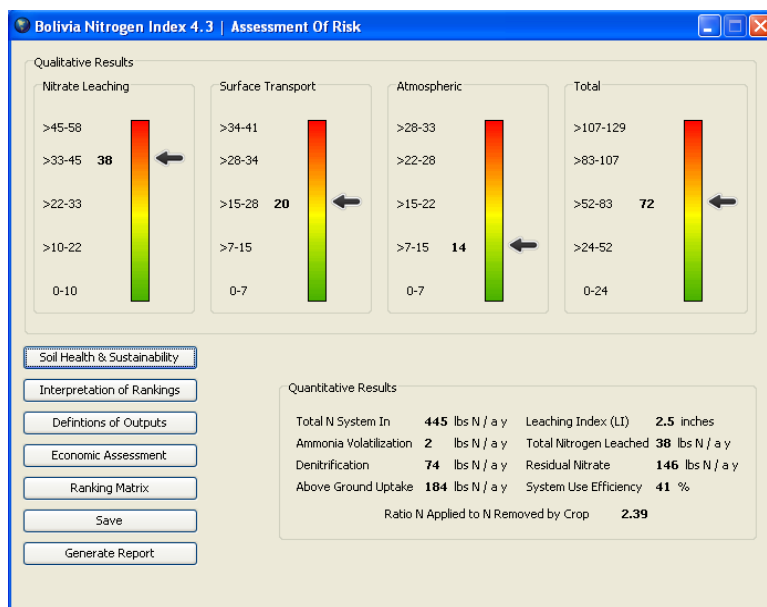 Bolivia Nitrogen Index 4.3 | Assessment Of Risk
Qualitative Results
Nitrate Leaching
>45-58
>33-45 38
>22-33
>10-22
0-10
Surface Transport
>34-41
>28-34
>15-28 20
>7-15
0-7
Atmospheric
>28-33
>22-28
>15-22
>7-15 14
0-7
Total
>107-129
>83-107
>52-83 72
>24-52
0-24
Soil Health & Sustainability
Interpretation of Rankings
Defintions of Outputs
Economic Assessment
Ranking Matrix
Save
Generate Report
Quantitative Results
Total N System In 445 lbs N / a y Leaching Index (LI) 2.5 inches
Ammonia Volatilization 2 lbs N / a y Total Nitrogen Leached 38 lbs N / a y
Denitrification 74 lbs N / a y Residual Nitrate 146 lbs N / a y
Above Ground Uptake 184 lbs N / a y System Use Efficiency 41 %
Ratio N Applied to N Removed by Crop 2.39